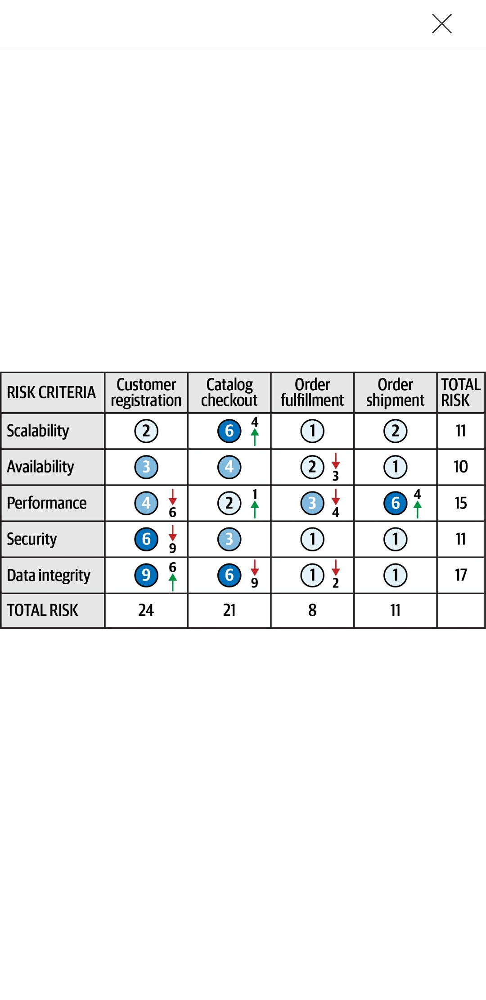 RISK CRITERIA Customer registration Catalog checkout Order fulfillment Order shipment TOTAL RISK
Scalability 2 6 4 1 2 11
Availability 3 4 2 3 1 10
Performance 4 6 2 1 3 4 6 4 15
Security 6 9 3 1 1 11
Data integrity 9 6 6 9 1 2 1 17
TOTAL RISK 24 21 8 11